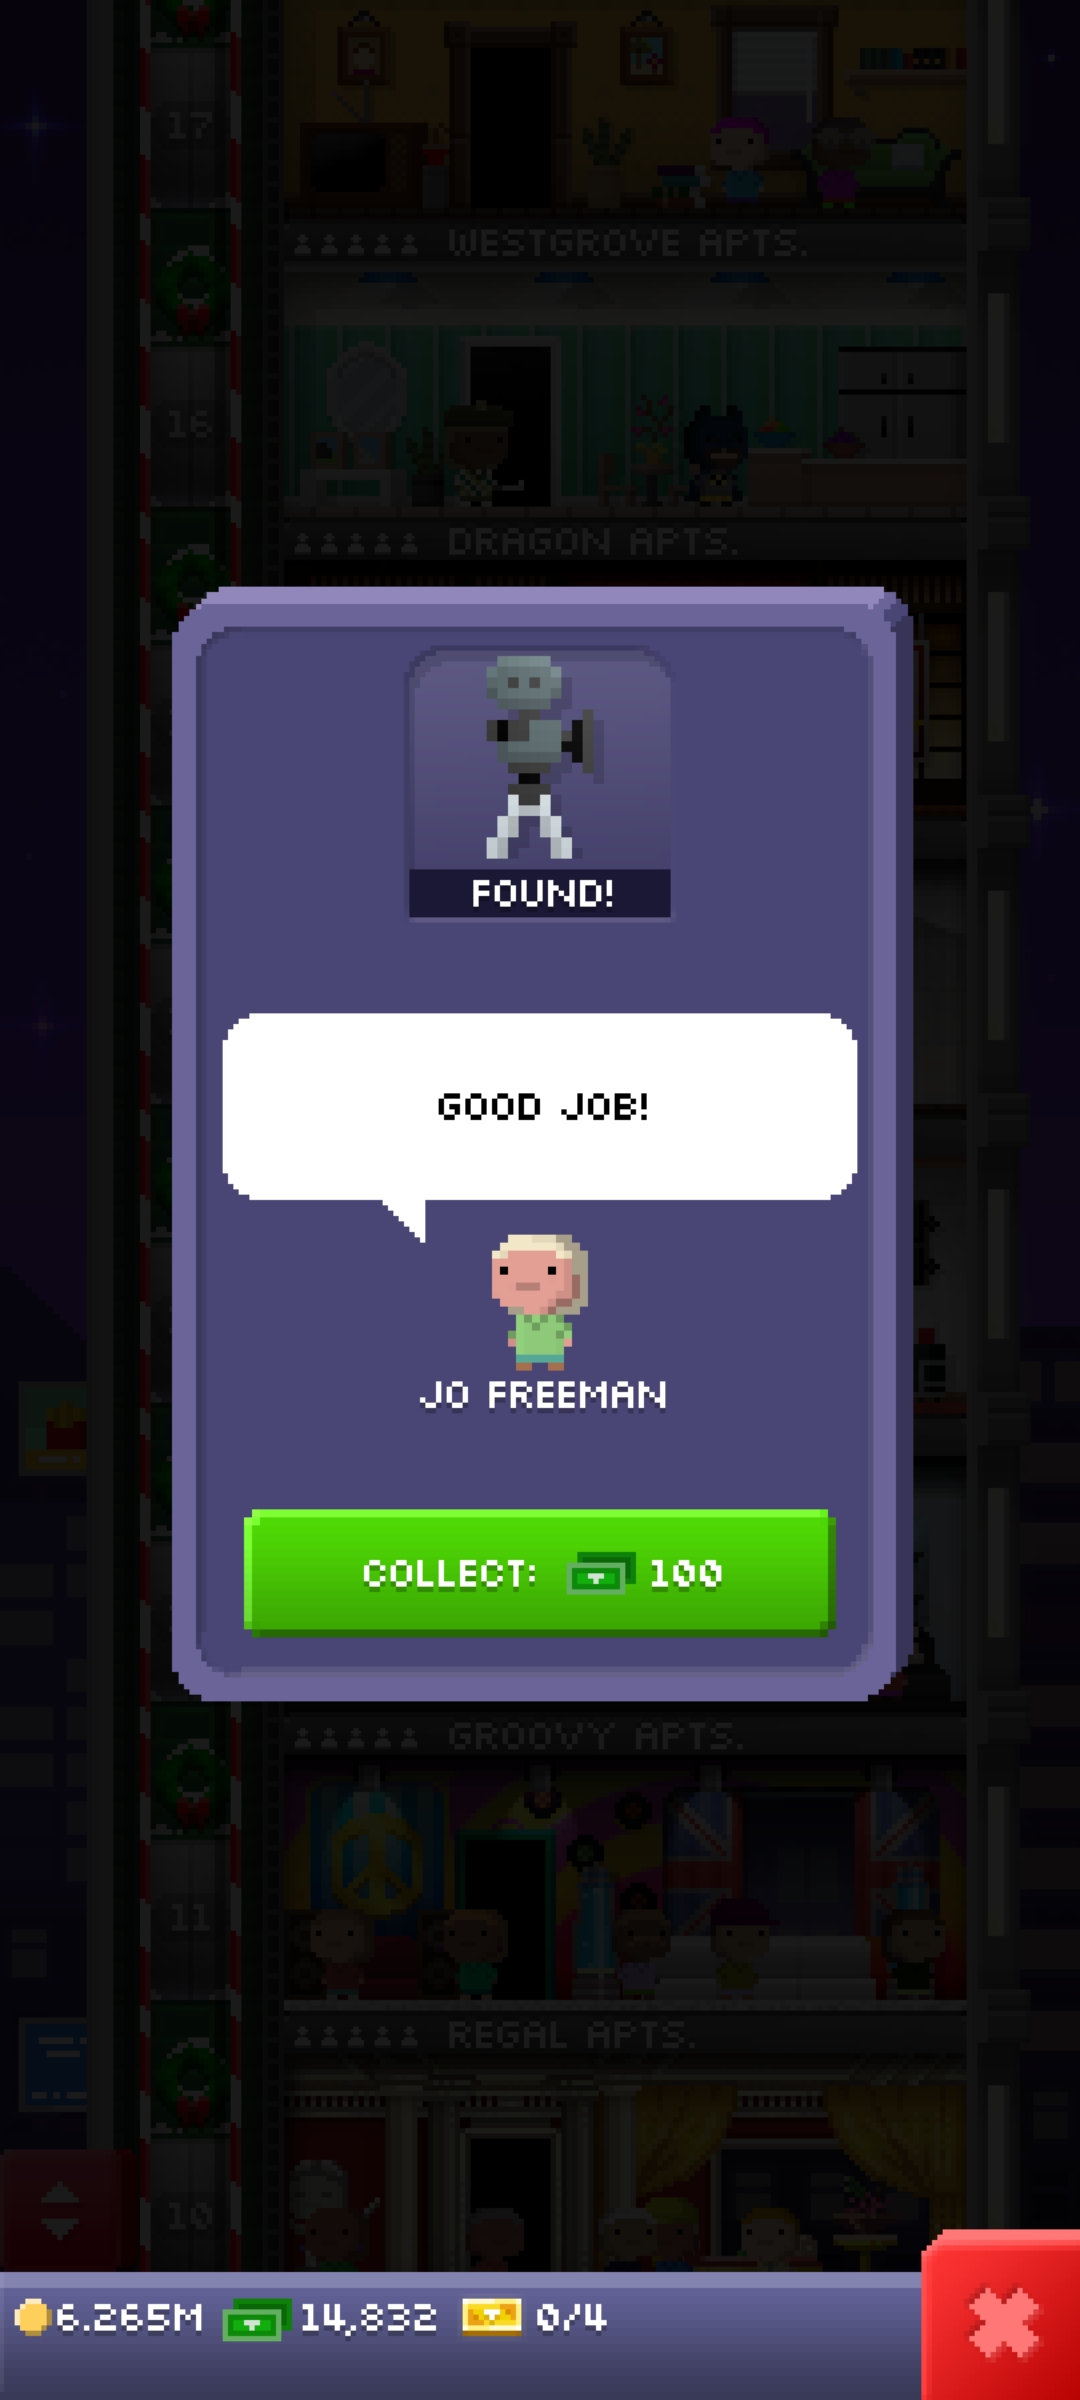 17
WESTGROVE APTS.
16
DRAGON APTS.
FOUND!
GOOD JOB!
JO FREEMAN
COLLECT: 100
GROOVY APTS.
11
REGAL APTS.
10
6.265M 14,832 0/4